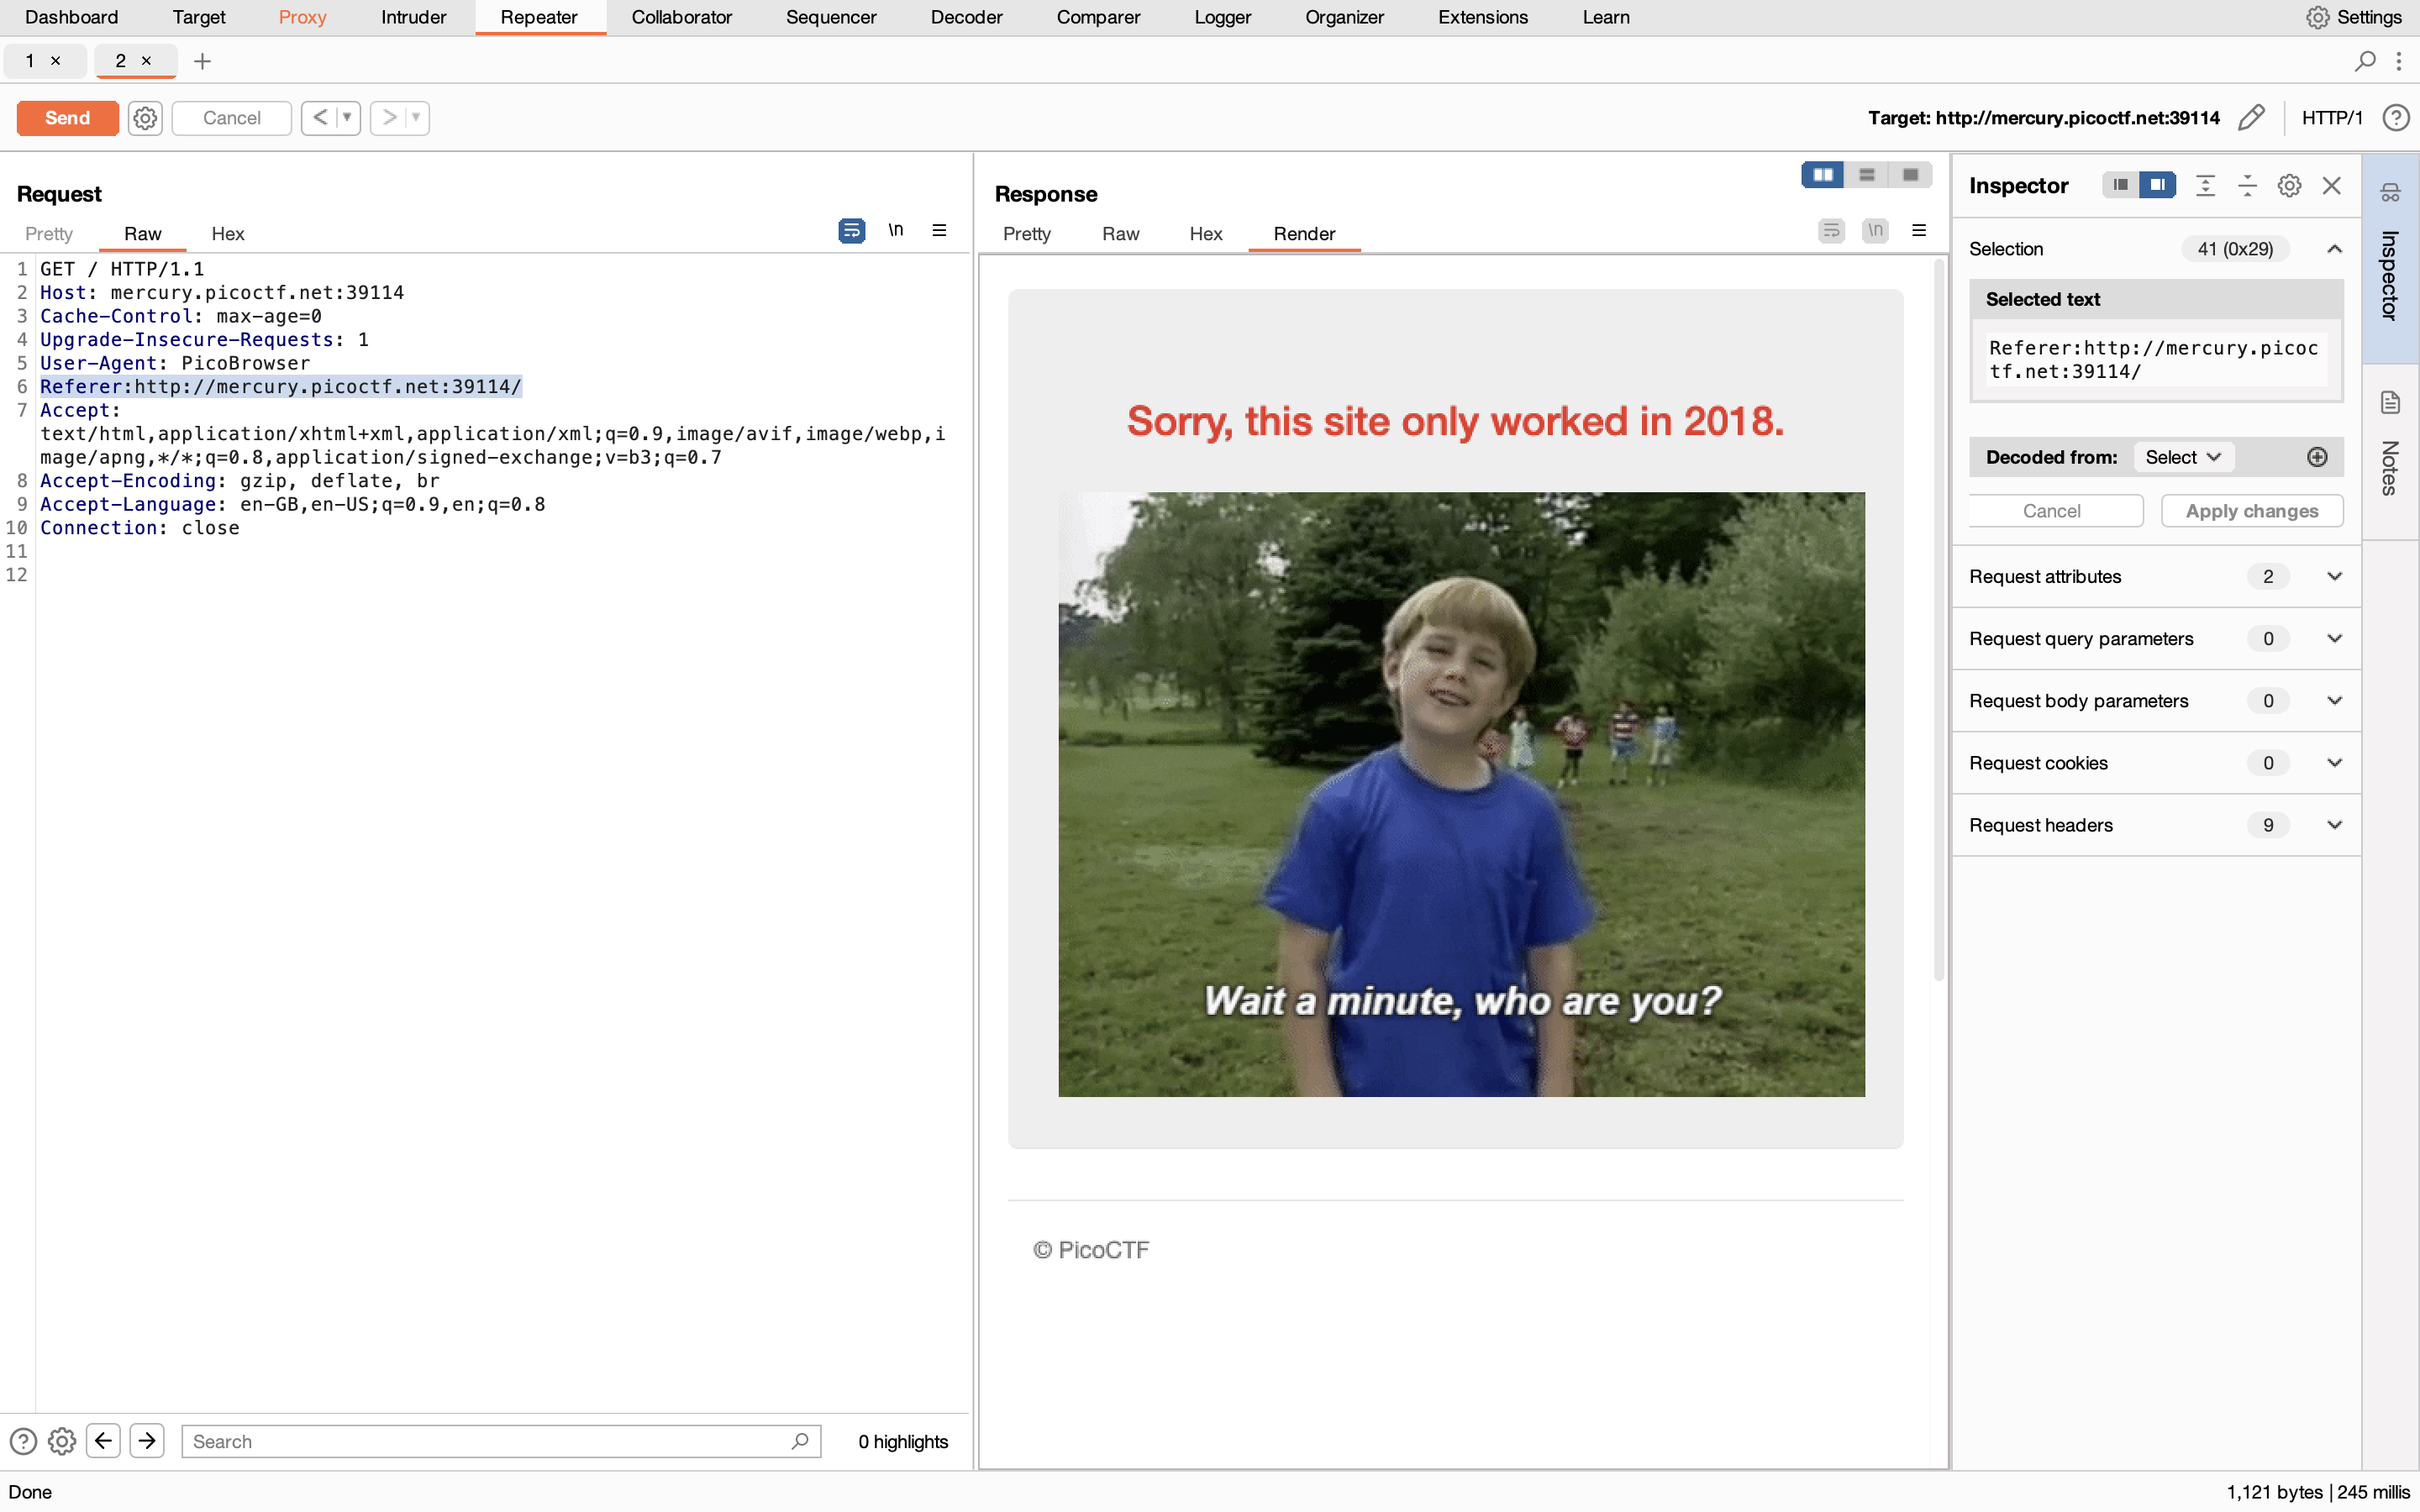 Dashboard Target Proxy Intruder Repeater Collaborator Sequencer Decoder Comparer Logger Organizer Extensions Learn Settings
1 × 2 × +
Send Cancel < > Target: http://mercury.picoctf.net:39114 HTTP/1 ?
Request
Pretty Raw Hex \n
1 GET / HTTP/1.1
2 Host: mercury.picoctf.net:39114
3 Cache-Control: max-age=0
4 Upgrade-Insecure-Requests: 1
5 User-Agent: PicoBrowser
6 Referer:http://mercury.picoctf.net:39114/
7 Accept:
text/html,application/xhtml+xml,application/xml;q=0.9,image/avif,image/webp,i
mage/apng,*/*;q=0.8,application/signed-exchange;v=b3;q=0.7
8 Accept-Encoding: gzip, deflate, br
9 Accept-Language: en-GB,en-US;q=0.9,en;q=0.8
10 Connection: close
11
12
? Search 0 highlights
Response
Pretty Raw Hex Render \n
Sorry, this site only worked in 2018.
Wait a minute, who are you?
© PicoCTF
Inspector
Selection 41 (0x29)
Selected text
Referer:http://mercury.picoc
tf.net:39114/
Decoded from: Select
Cancel Apply changes
Request attributes 2
Request query parameters 0
Request body parameters 0
Request cookies 0
Request headers 9
Inspector
Notes
Done 1,121 bytes | 245 millis